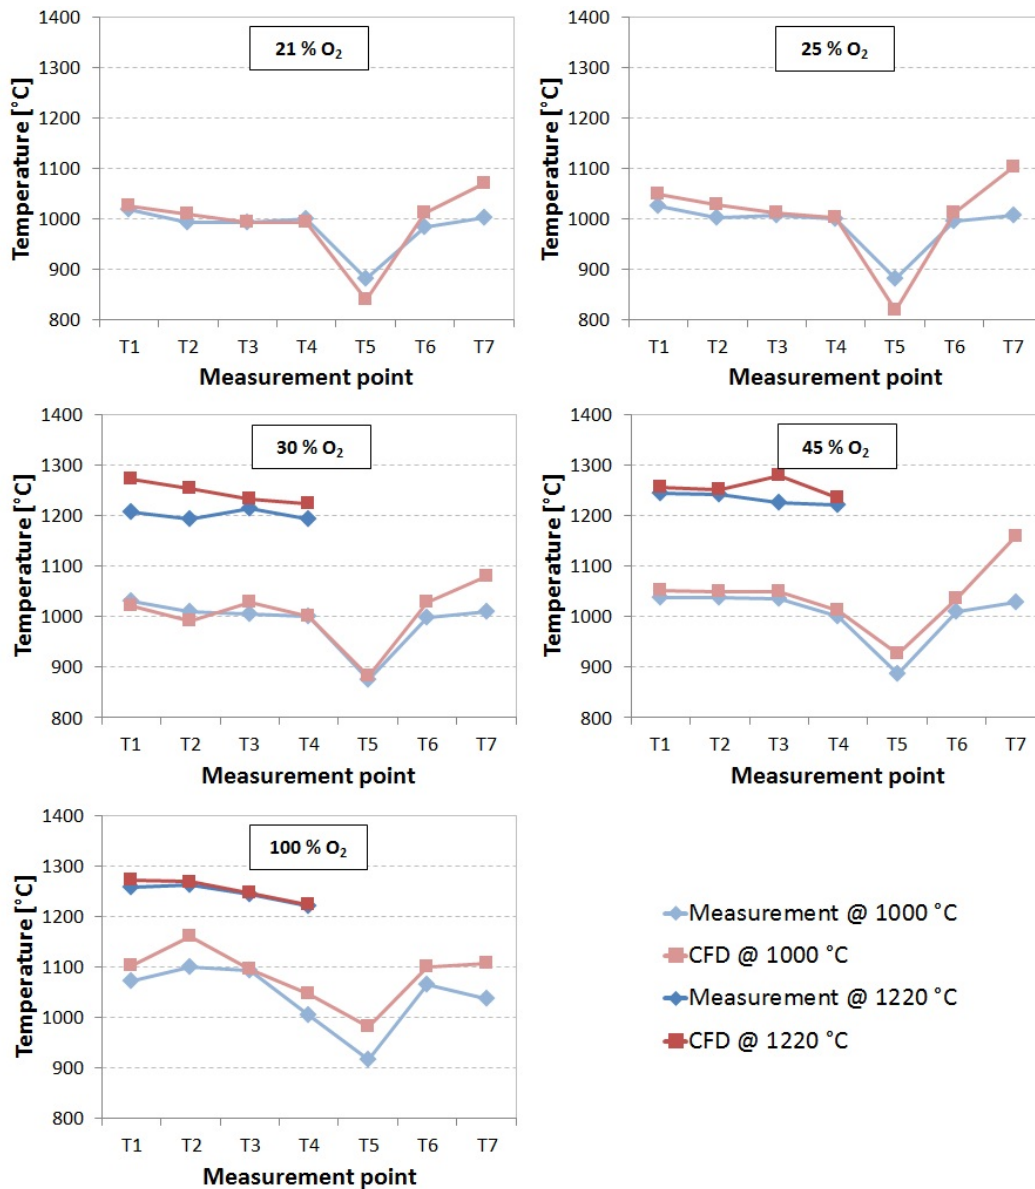 21 % O₂
Temperature [°C]
1400
1300
1200
1100
1000
900
800
T1 T2 T3 T4 T5 T6 T7
Measurement point
25 % O₂
Temperature [°C]
1400
1300
1200
1100
1000
900
800
T1 T2 T3 T4 T5 T6 T7
Measurement point
30 % O₂
Temperature [°C]
1400
1300
1200
1100
1000
900
800
T1 T2 T3 T4 T5 T6 T7
Measurement point
45 % O₂
Temperature [°C]
1400
1300
1200
1100
1000
900
800
T1 T2 T3 T4 T5 T6 T7
Measurement point
100 % O₂
Temperature [°C]
1400
1300
1200
1100
1000
900
800
T1 T2 T3 T4 T5 T6 T7
Measurement point
Measurement @ 1000 °C
CFD @ 1000 °C
Measurement @ 1220 °C
CFD @ 1220 °C